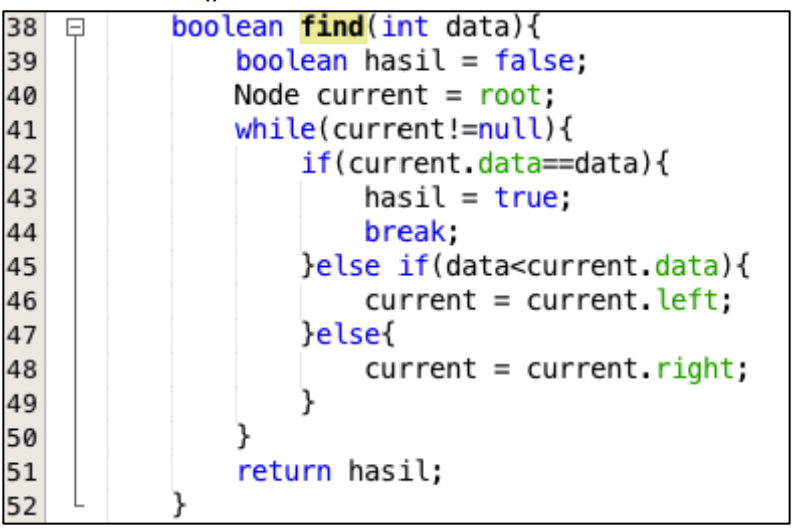 38 boolean find(int data){
39 boolean hasil = false;
40 Node current = root;
41 while(current!=null){
42 if(current.data==data){
43 hasil = true;
44 break;
45 }else if(data<current.data){
46 current = current.left;
47 }else{
48 current = current.right;
49 }
50 }
51 return hasil;
52 }